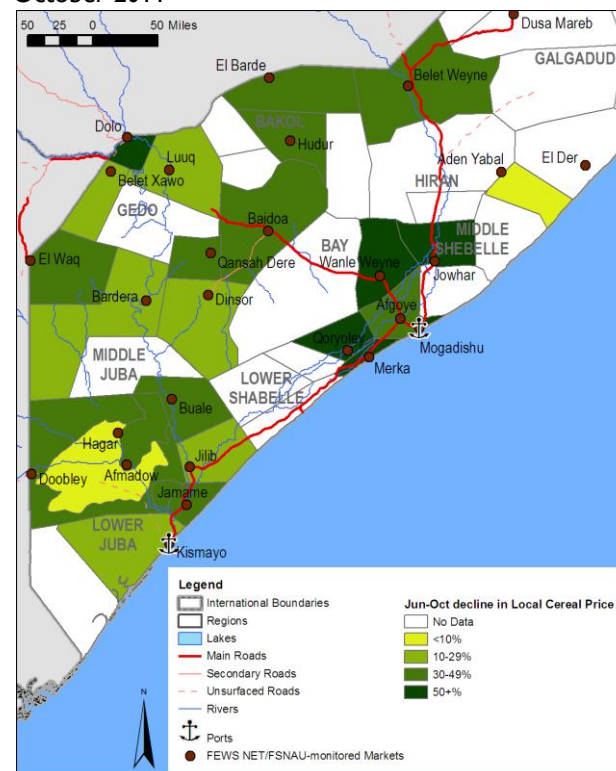 October 2011
50 25 0 50 Miles
Dusa Mareb
GALGADUD
El Barde
Belet Weyne
BAKOL
Dolo
Hudur
Luuq
Aden Yabal
El Der
Belet Xawo
HIRAN
GEDO
Baidoa
MIDDLE
SHEBELLE
BAY
El Waq
Qansah Dere
Wanle Weyne
Jowhar
Bardera
Dinsor
Afgoye
Mogadishu
Qoryoley
MIDDLE
JUBA
Merka
LOWER
SHABELLE
Buale
Hagar
Jilib
Doobley
Afmadow
Jamame
LOWER
JUBA
Kismayo
Legend
International Boundaries
Regions
Lakes
Main Roads
Secondary Roads
Unsurfaced Roads
Rivers
Ports
FEWS NET/FSNAU-monitored Markets
Jun-Oct decline in Local Cereal Price
No Data
<10%
10-29%
30-49%
50+%
N